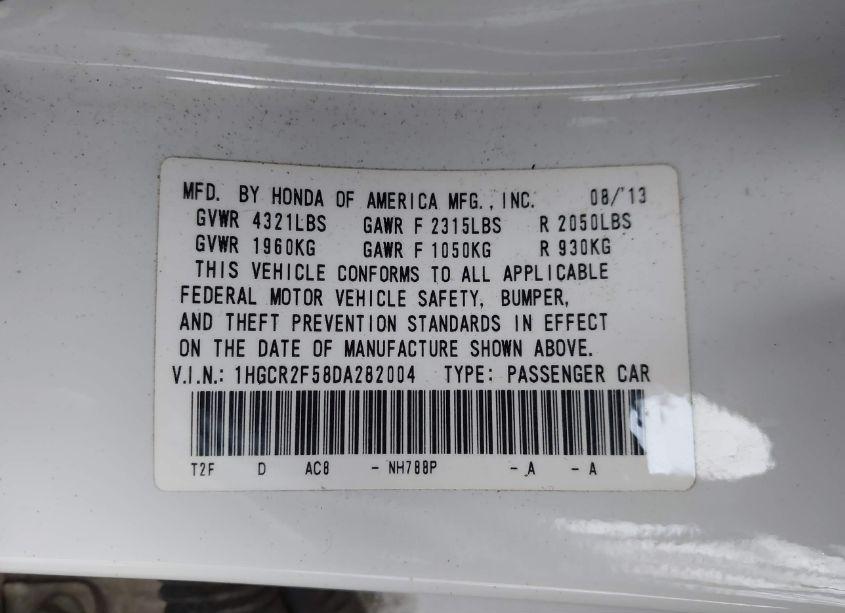 MFD. BY HONDA OF AMERICA MFG., INC. 08/'13
GVWR 4321LBS GAWR F 2315LBS R 2050LBS
GVWR 1960KG GAWR F 1050KG R 930KG
THIS VEHICLE CONFORMS TO ALL APPLICABLE
FEDERAL MOTOR VEHICLE SAFETY, BUMPER,
AND THEFT PREVENTION STANDARDS IN EFFECT
ON THE DATE OF MANUFACTURE SHOWN ABOVE.
V.I.N.: 1HGCR2F58DA282004 TYPE: PASSENGER CAR
T2F D AC8 - NH788P - A - A